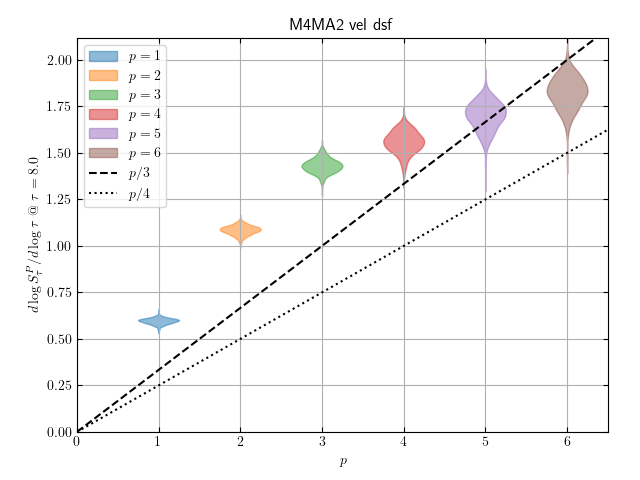 M4MA2 vel dsf
d log S_τ^P / d log τ @ τ = 8.0
2.00
1.75
1.50
1.25
1.00
0.75
0.50
0.25
0.00
p = 1
p = 2
p = 3
p = 4
p = 5
p = 6
p/3
p/4
0 1 2 3 4 5 6
p